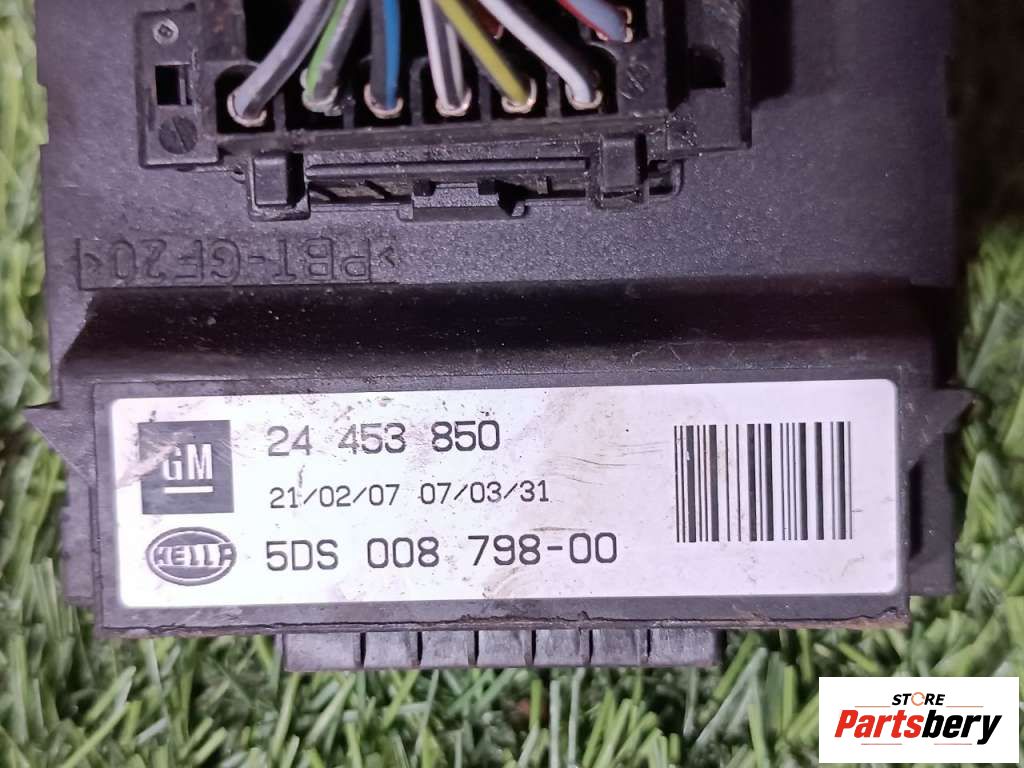 >PBT-GF20<
GM
24 453 850
21/02/07 07/03/31
HELLA
5DS 008 798-00
STORE
Partsbery